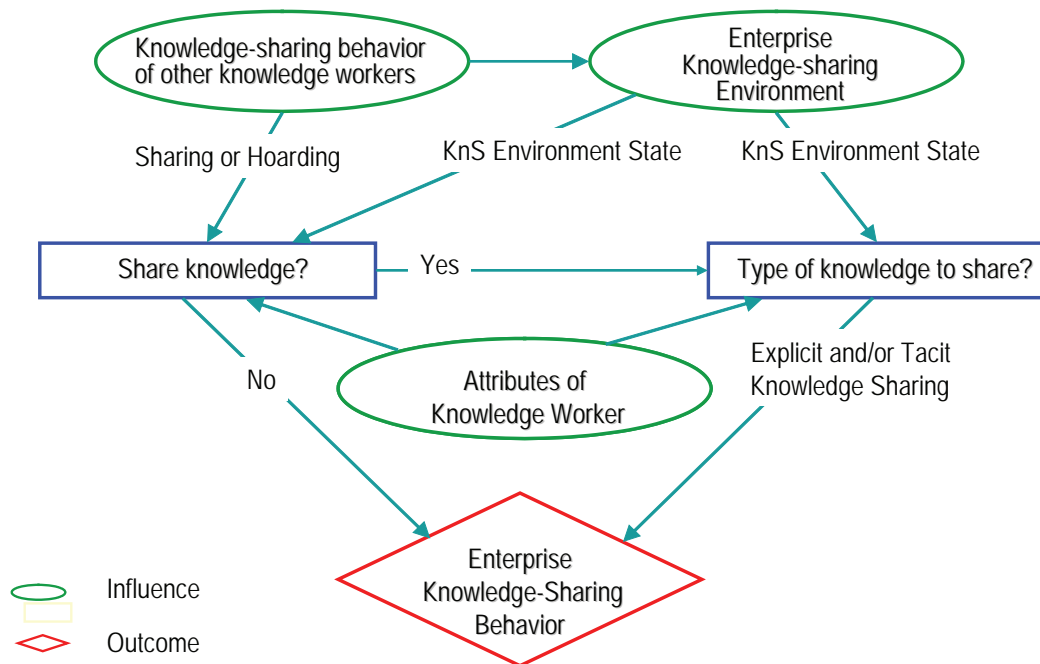 Knowledge-sharing behavior
of other knowledge workers
Enterprise
Knowledge-sharing
Environment
Sharing or Hoarding
KnS Environment State
KnS Environment State
Share knowledge?
Yes
Type of knowledge to share?
No
Attributes of
Knowledge Worker
Explicit and/or Tacit
Knowledge Sharing
Enterprise
Knowledge-Sharing
Behavior
Influence
Outcome